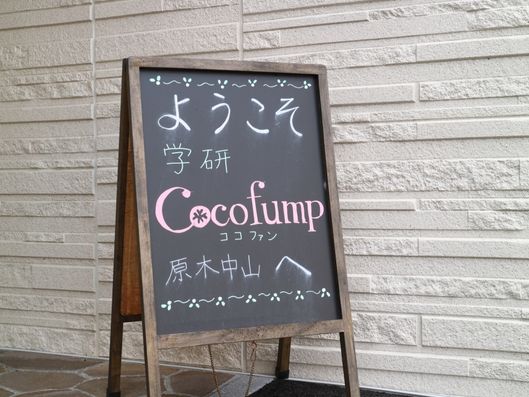 ようこそ
学研
Cocofump
ココファン
原木中山へ